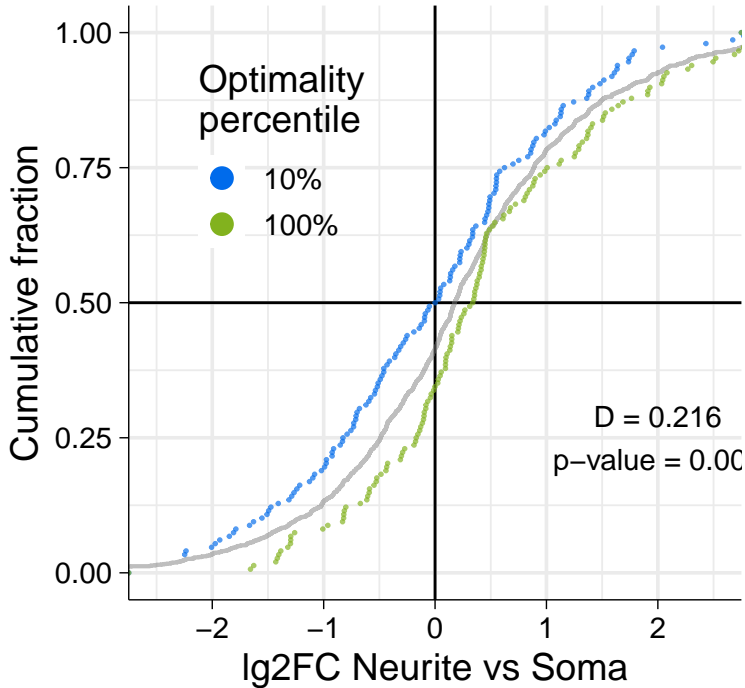 1.00
0.75
0.50
0.25
0.00
Cumulative fraction
Optimality
percentile
10%
100%
D = 0.216
p−value = 0.00
−2
−1
0
1
2
lg2FC Neurite vs Soma